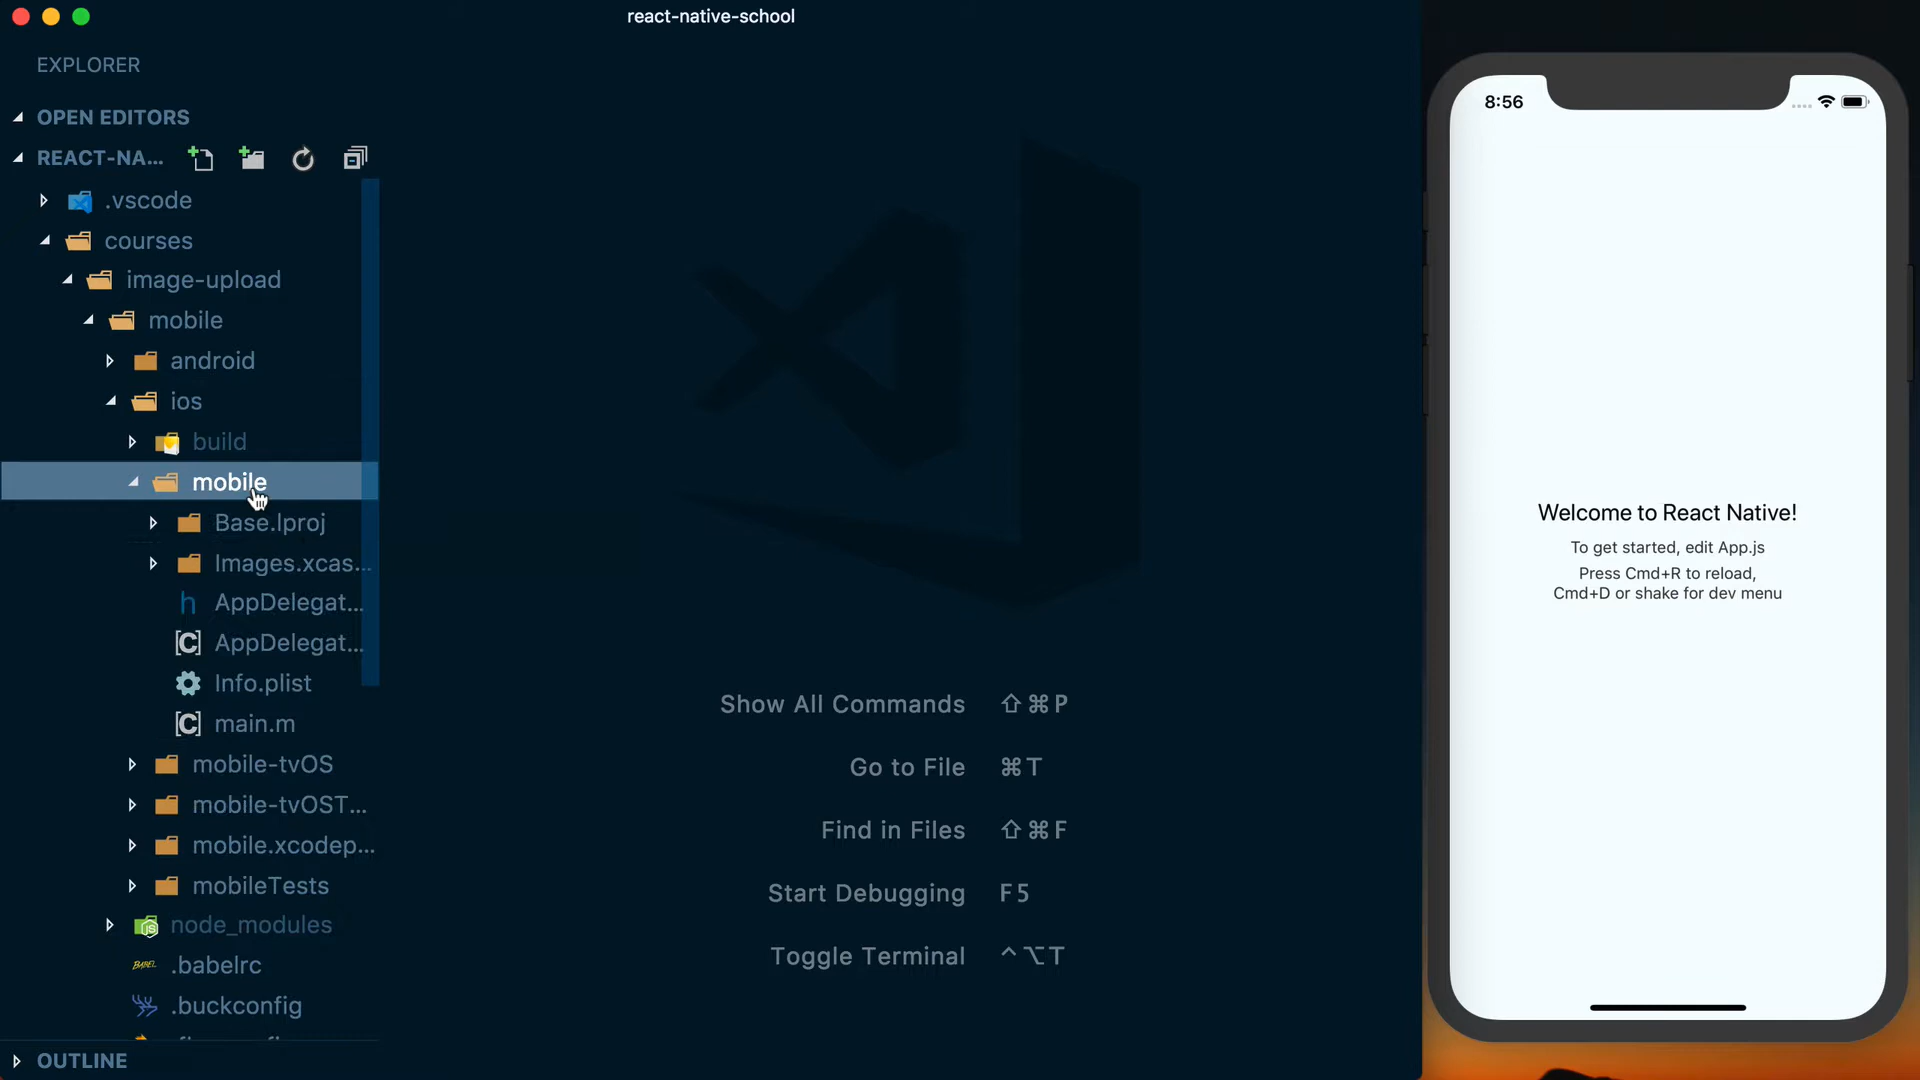 react-native-school
EXPLORER
OPEN EDITORS
REACT-NA...
.vscode
courses
image-upload
mobile
android
ios
build
mobile
Base.lproj
Images.xcas...
h AppDelegat...
[C] AppDelegat...
Info.plist
[C] main.m
mobile-tvOS
mobile-tvOST...
mobile.xcodep...
mobileTests
node_modules
BABEL .babelrc
.buckconfig
OUTLINE
Show All Commands ⇧⌘P
Go to File ⌘T
Find in Files ⇧⌘F
Start Debugging F5
Toggle Terminal ^⌥T
8:56
Welcome to React Native!
To get started, edit App.js
Press Cmd+R to reload,
Cmd+D or shake for dev menu